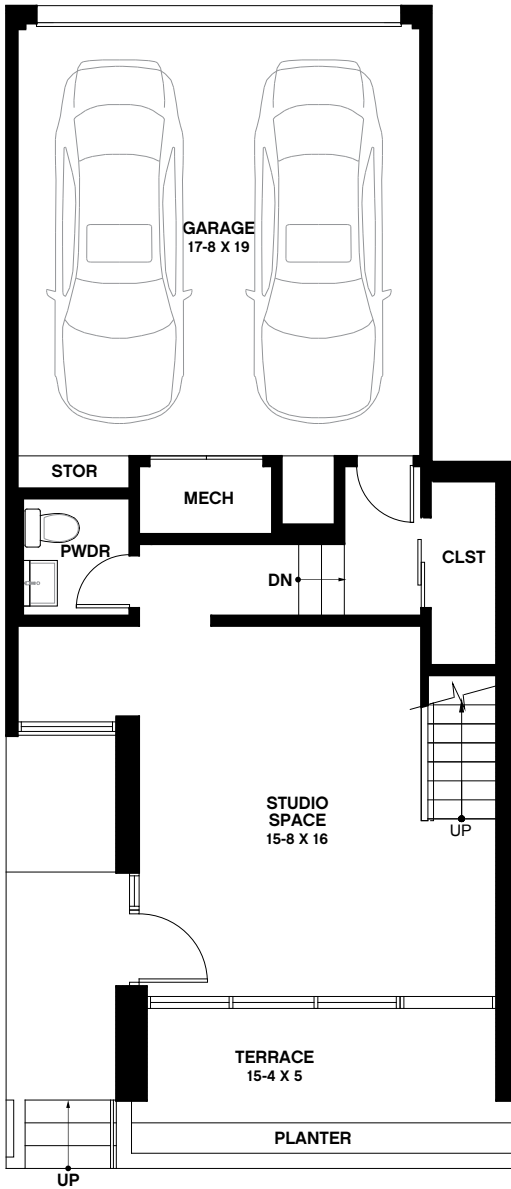 GARAGE
17-8 X 19
STOR
MECH
PWDR
CLST
DN
STUDIO
SPACE
15-8 X 16
UP
TERRACE
15-4 X 5
PLANTER
UP